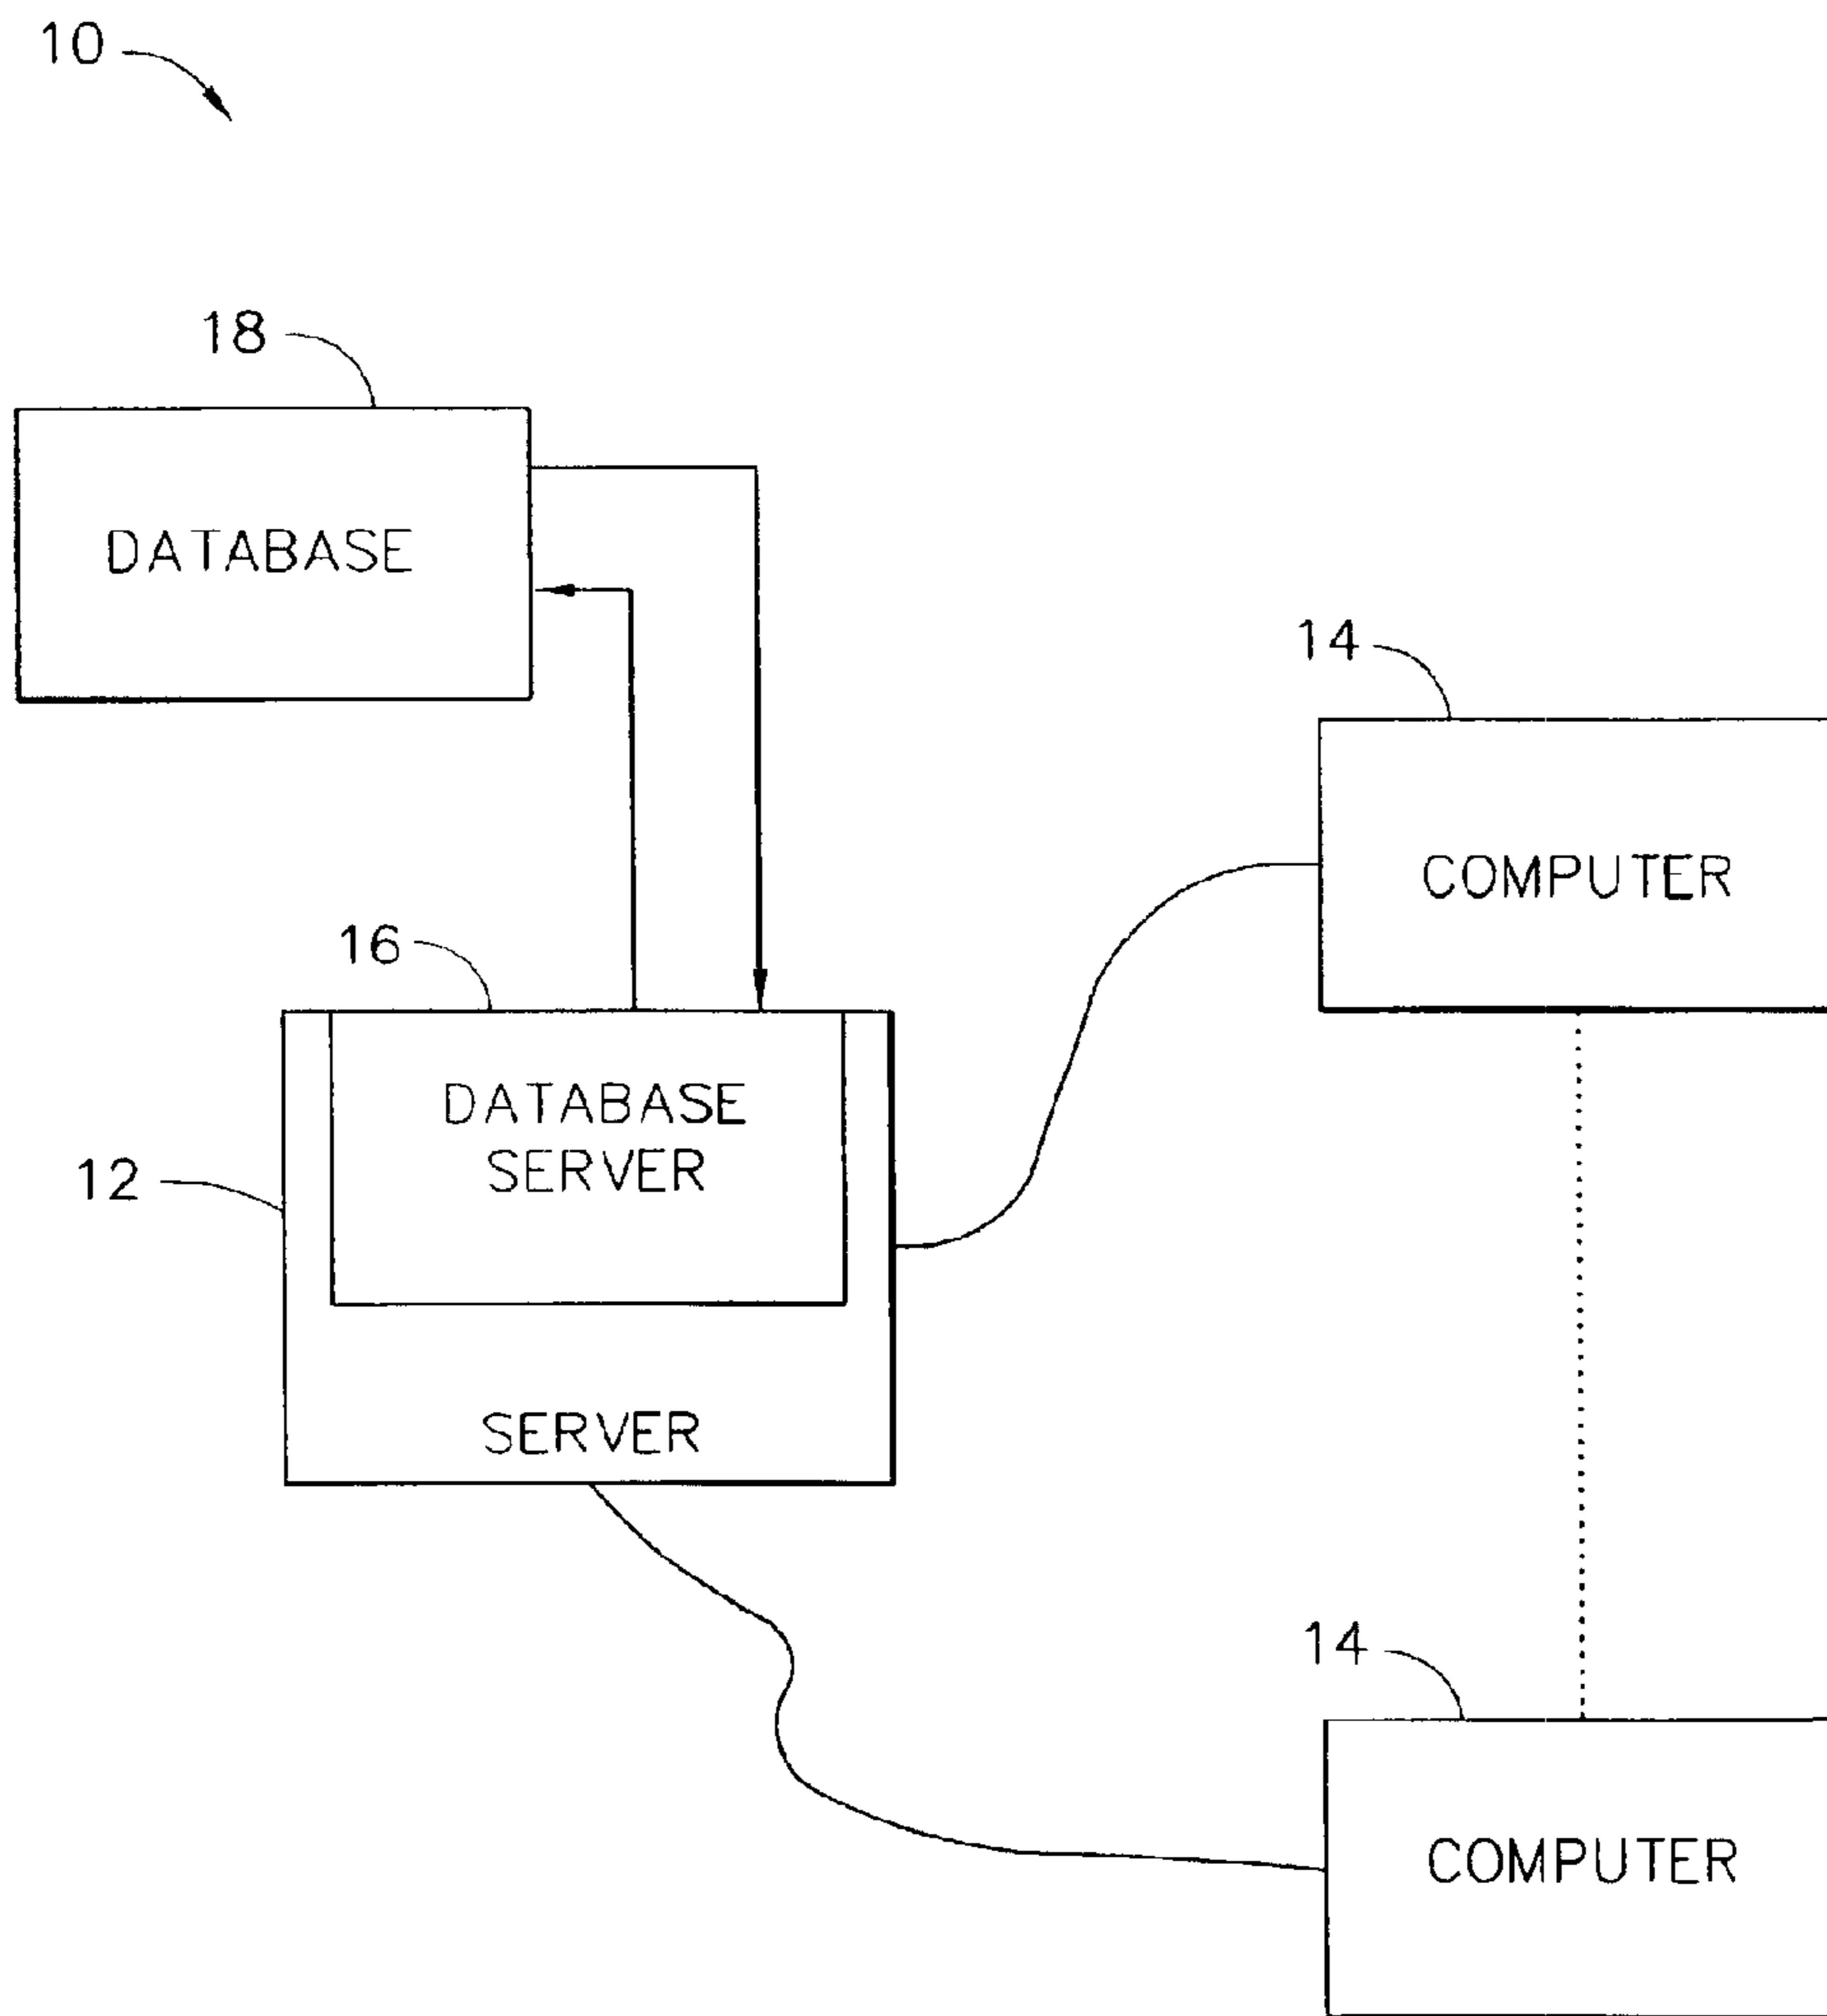 10
18
DATABASE
14
COMPUTER
16
DATABASE
SERVER
12
SERVER
14
COMPUTER